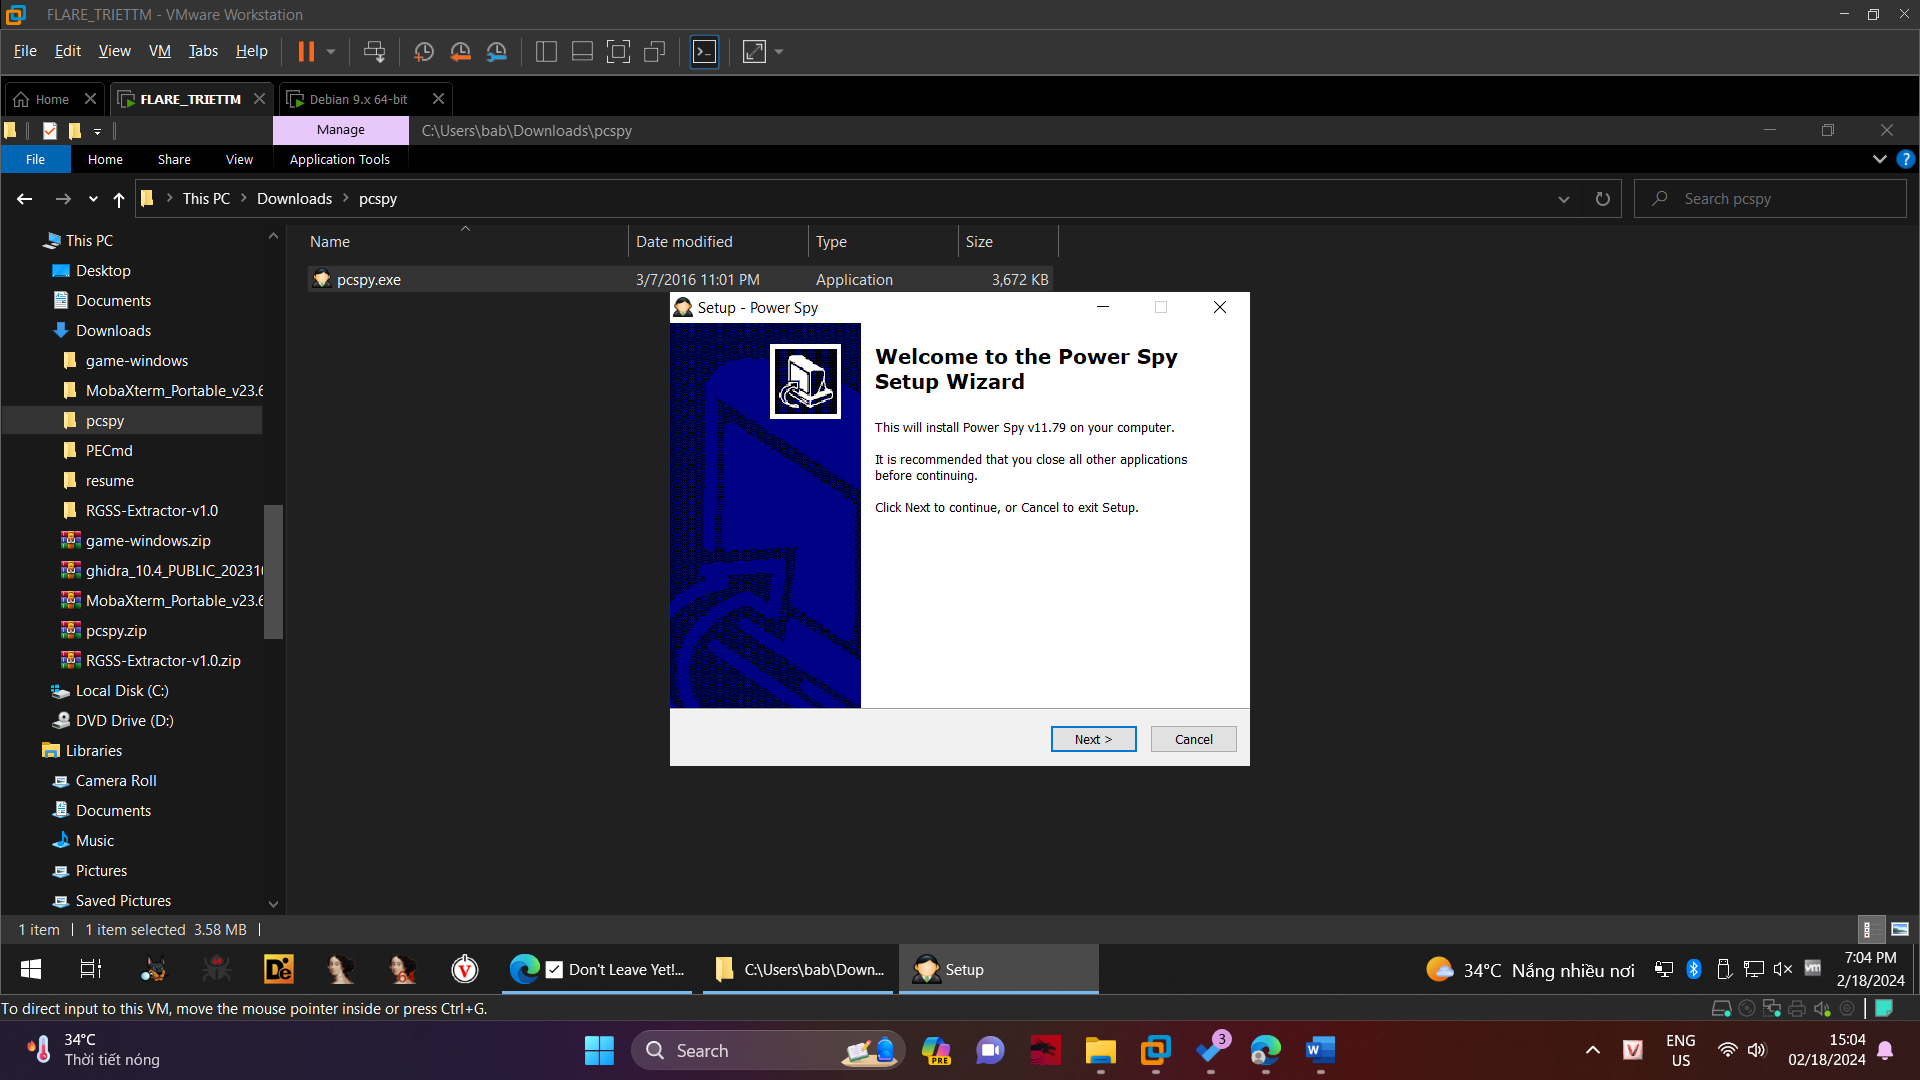 FLARE_TRIETTM - VMware Workstation
File Edit View VM Tabs Help
Home FLARE_TRIETTM Debian 9.x 64-bit
Manage C:\Users\bab\Downloads\pcspy
File Home Share View Application Tools
This PC Downloads pcspy Search pcspy
This PC
Desktop
Documents
Downloads
game-windows
MobaXterm_Portable_v23.6
pcspy
PECmd
resume
RGSS-Extractor-v1.0
game-windows.zip
ghidra_10.4_PUBLIC_202310
MobaXterm_Portable_v23.6
pcspy.zip
RGSS-Extractor-v1.0.zip
Local Disk (C:)
DVD Drive (D:)
Libraries
Camera Roll
Documents
Music
Pictures
Saved Pictures
Name Date modified Type Size
pcspy.exe 3/7/2016 11:01 PM Application 3,672 KB
Setup - Power Spy
Welcome to the Power Spy
Setup Wizard
This will install Power Spy v11.79 on your computer.
It is recommended that you close all other applications
before continuing.
Click Next to continue, or Cancel to exit Setup.
Next > Cancel
1 item 1 item selected 3.58 MB
Don't Leave Yet!... C:\Users\bab\Down... Setup 34°C Nắng nhiều nơi vm 7:04 PM
2/18/2024
To direct input to this VM, move the mouse pointer inside or press Ctrl+G.
34°C
Thời tiết nóng
Search PRE 3 V ENG
US
15:04
02/18/2024